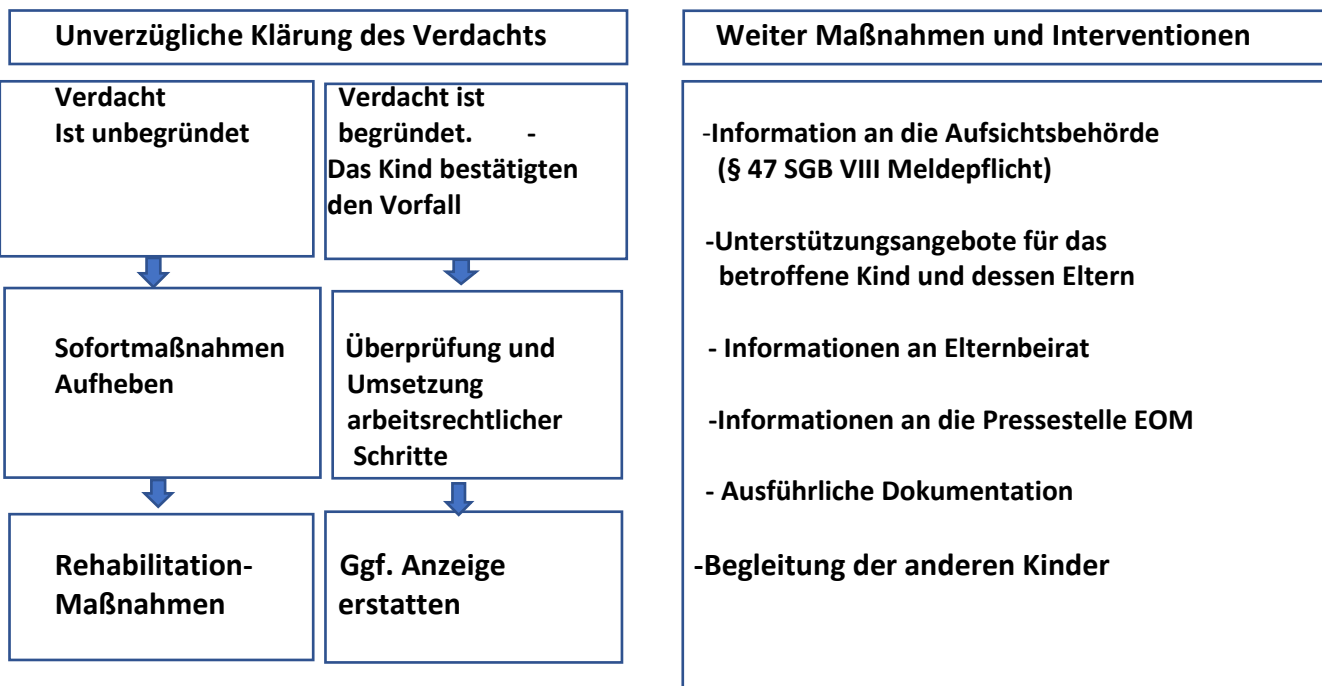 Unverzügliche Klärung des Verdachts
Verdacht
Ist unbegründet
Verdacht ist
begründet. -
Das Kind bestätigten
den Vorfall
Sofortmaßnahmen
Aufheben
Überprüfung und
Umsetzung
arbeitsrechtlicher
Schritte
Rehabilitation-
Maßnahmen
Ggf. Anzeige
erstatten
Weiter Maßnahmen und Interventionen
-Information an die Aufsichtsbehörde
(§ 47 SGB VIII Meldepflicht)
-Unterstützungsangebote für das
betroffene Kind und dessen Eltern
- Informationen an Elternbeirat
-Informationen an die Pressestelle EOM
- Ausführliche Dokumentation
-Begleitung der anderen Kinder